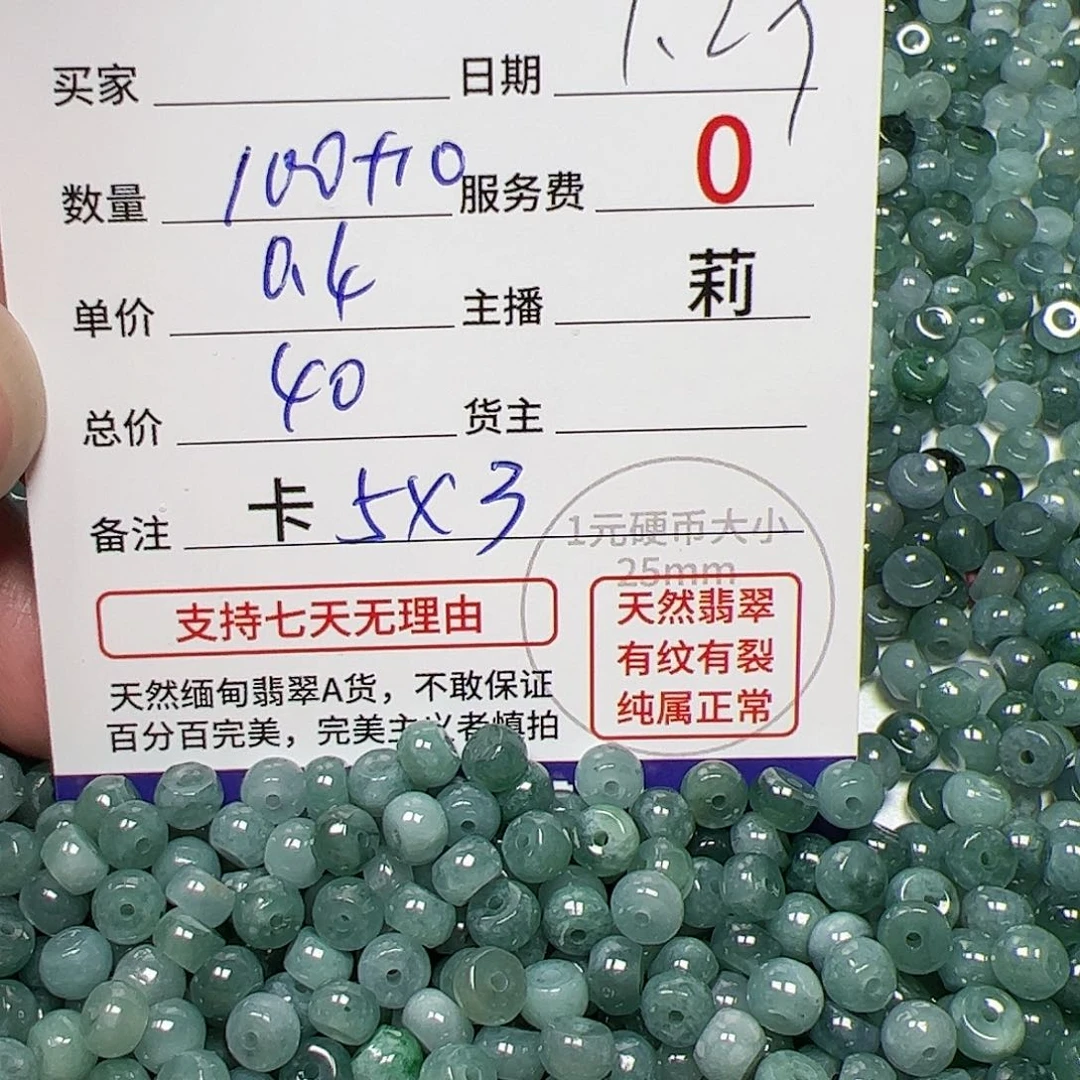 买家 日期 1.29
数量 100+10 服务费 0
单价 0.4 主播 莉
总价 40 货主
备注 卡 5X3
1元硬币大小
25mm
支持七天无理由
天然翡翠
有纹有裂
纯属正常
天然缅甸翡翠A货，不敢保证
百分百完美，完美主义者慎拍